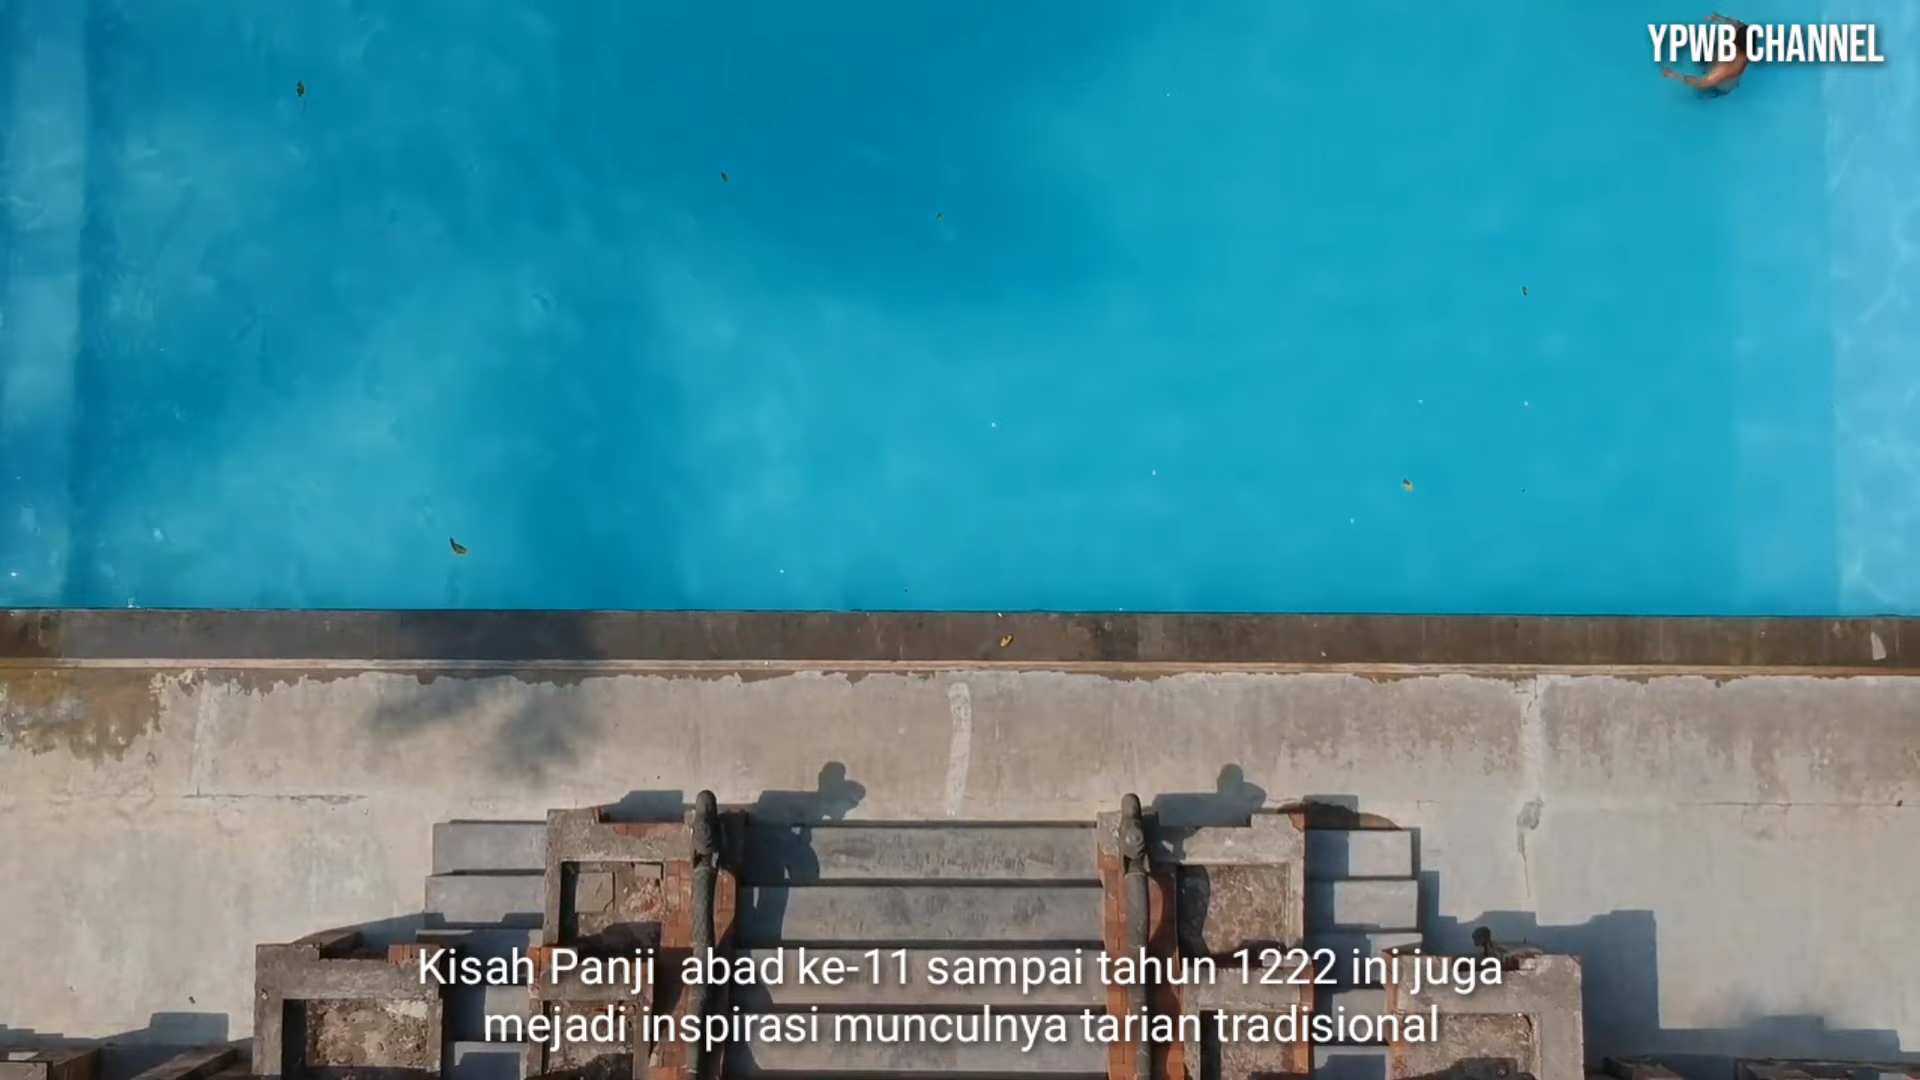 YPWB CHANNEL
Kisah Panji  abad ke-11 sampai tahun 1222 ini juga
mejadi inspirasi munculnya tarian tradisional